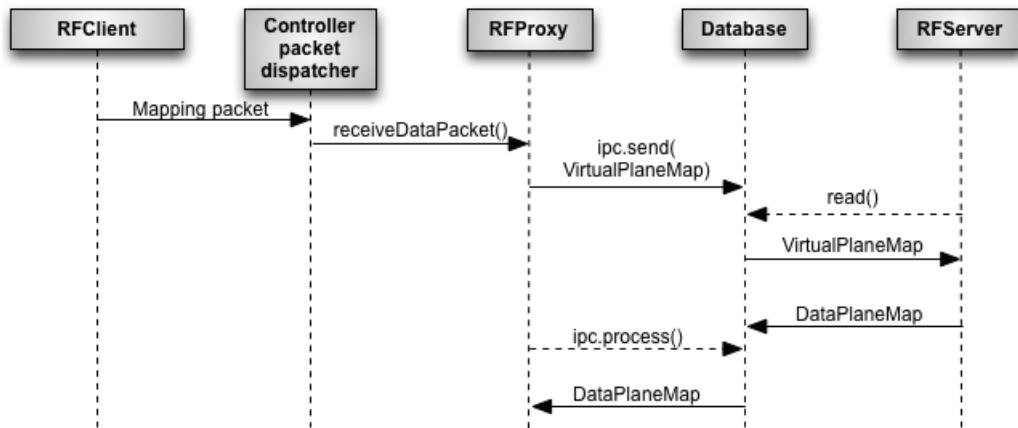 RFClient
Controller
packet
dispatcher
RFProxy
Database
RFServer
Mapping packet
receiveDataPacket()
ipc.send(
VirtualPlaneMap)
read()
VirtualPlaneMap
DataPlaneMap
ipc.process()
DataPlaneMap